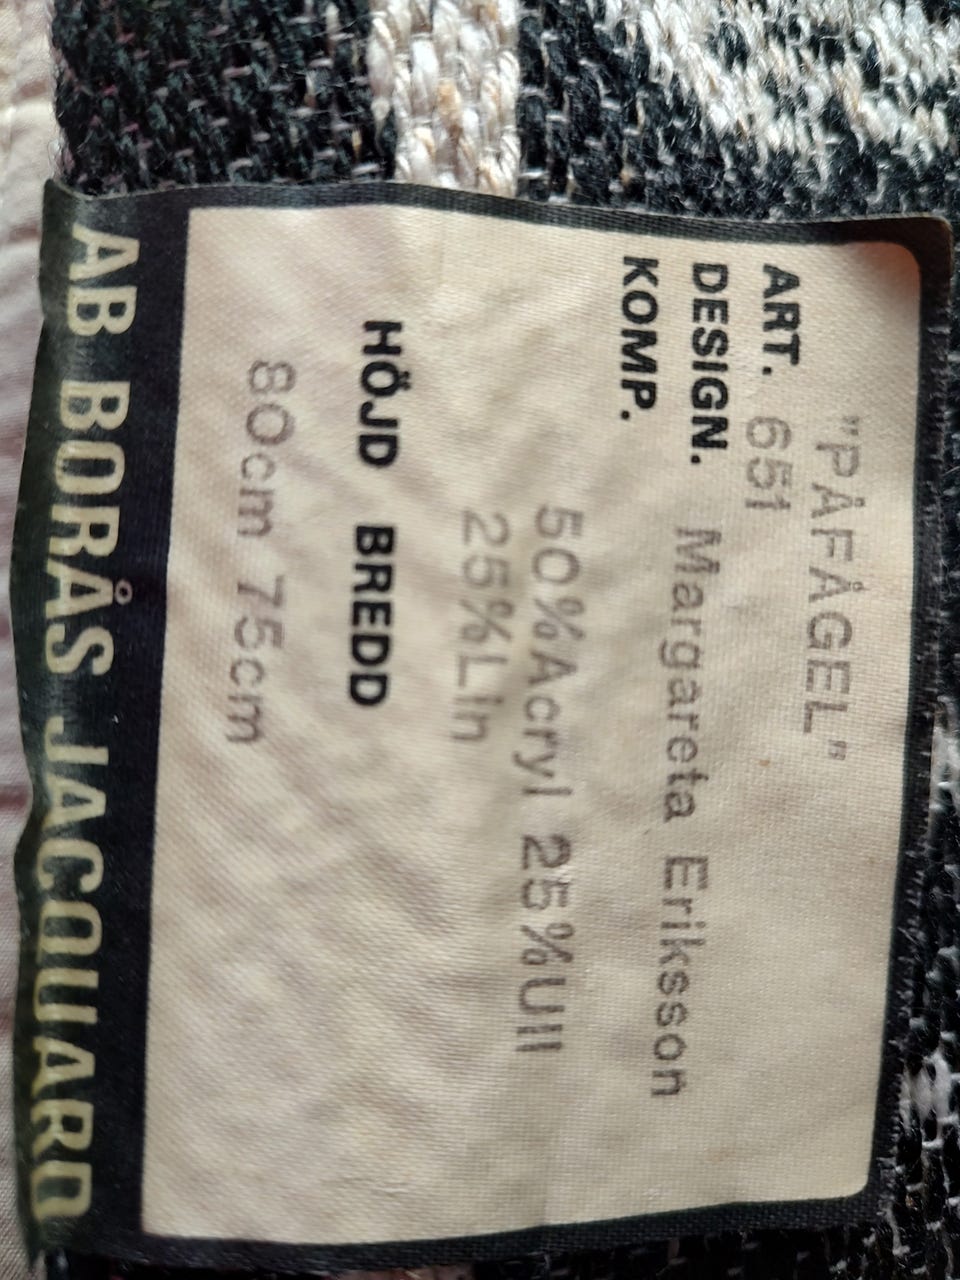 "PÅFÅGEL"
ART. 651
DESIGN. Margareta Eriksson
KOMP.
50%Acryl 25%Ull
25%Lin
HÖJD BREDD
80cm 75cm
AB BORÅS JACQUARD